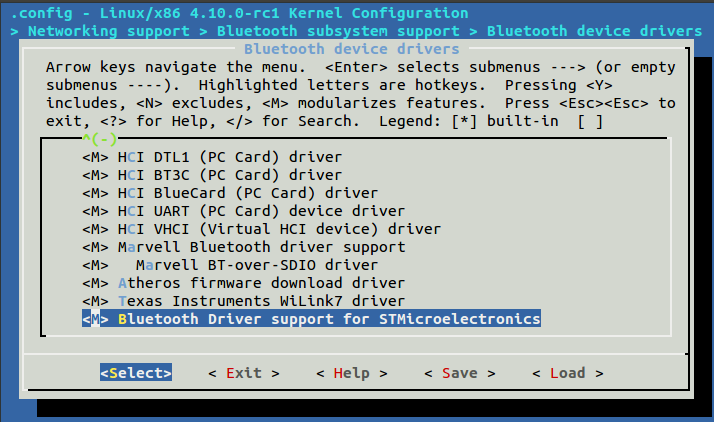 .config - Linux/x86 4.10.0-rc1 Kernel Configuration
> Networking support > Bluetooth subsystem support > Bluetooth device drivers
Bluetooth device drivers
Arrow keys navigate the menu.  <Enter> selects submenus ---> (or empty
submenus ----).  Highlighted letters are hotkeys.  Pressing <Y>
includes, <N> excludes, <M> modularizes features.  Press <Esc><Esc> to
exit, <?> for Help, </> for Search.  Legend: [*] built-in  [ ]
^(-)
<M> HCI DTL1 (PC Card) driver
<M> HCI BT3C (PC Card) driver
<M> HCI BlueCard (PC Card) driver
<M> HCI UART (PC Card) device driver
<M> HCI VHCI (Virtual HCI device) driver
<M> Marvell Bluetooth driver support
<M>   Marvell BT-over-SDIO driver
<M> Atheros firmware download driver
<M> Texas Instruments WiLink7 driver
<M> Bluetooth Driver support for STMicroelectronics
<Select>    < Exit >    < Help >    < Save >    < Load >